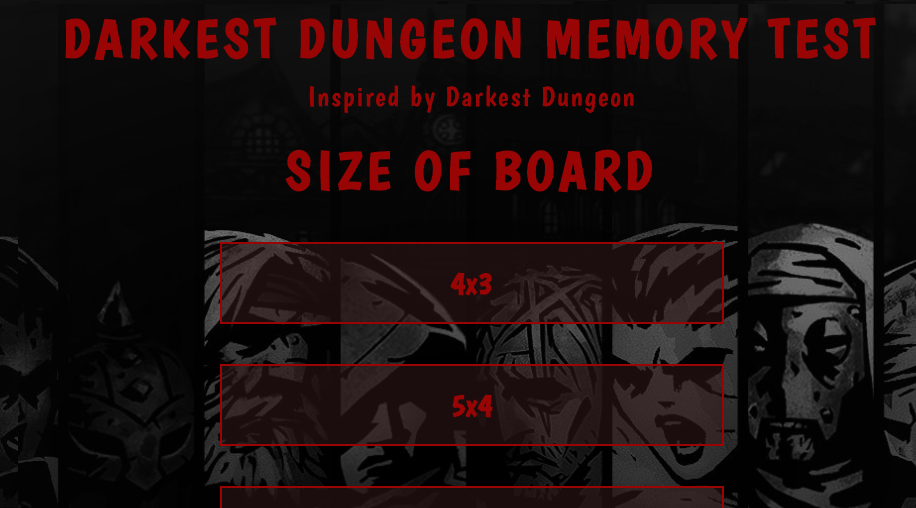 DARKEST DUNGEON MEMORY TEST
Inspired by Darkest Dungeon
SIZE OF BOARD
4x3
5x4